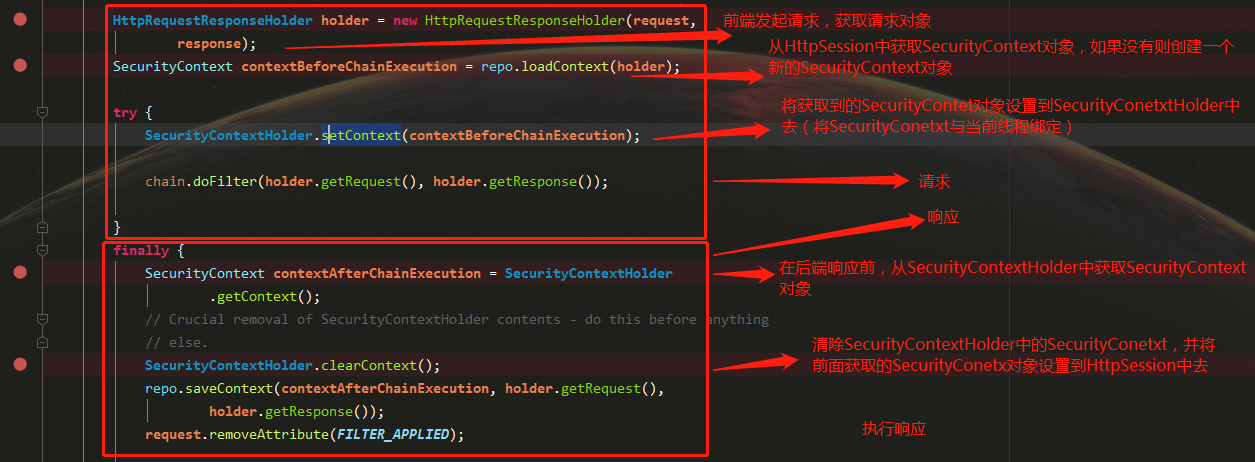 HttpRequestResponseHolder holder = new HttpRequestResponseHolder(request,
前端发起请求，获取请求对象
response);
从HttpSession中获取SecurityContext对象，如果没有则创建一个
新的SecurityContext对象
SecurityContext contextBeforeChainExecution = repo.loadContext(holder);
try {
将获取到的SecurityContet对象设置到SecurityConetxtHolder中
去（将SecurityConetxt与当前线程绑定）
SecurityContextHolder.setContext(contextBeforeChainExecution);
chain.doFilter(holder.getRequest(), holder.getResponse());
请求
}
响应
finally {
SecurityContext contextAfterChainExecution = SecurityContextHolder
.getContext();
在后端响应前，从SecurityContextHolder中获取SecurityContext
对象
// Crucial removal of SecurityContextHolder contents - do this before anything
// else.
清除SecurityContextHolder中的SecurityConetxt，并将
前面获取的SecurityConetx对象设置到HttpSession中去
SecurityContextHolder.clearContext();
repo.saveContext(contextAfterChainExecution, holder.getRequest(),
holder.getResponse());
request.removeAttribute(FILTER_APPLIED);
执行响应